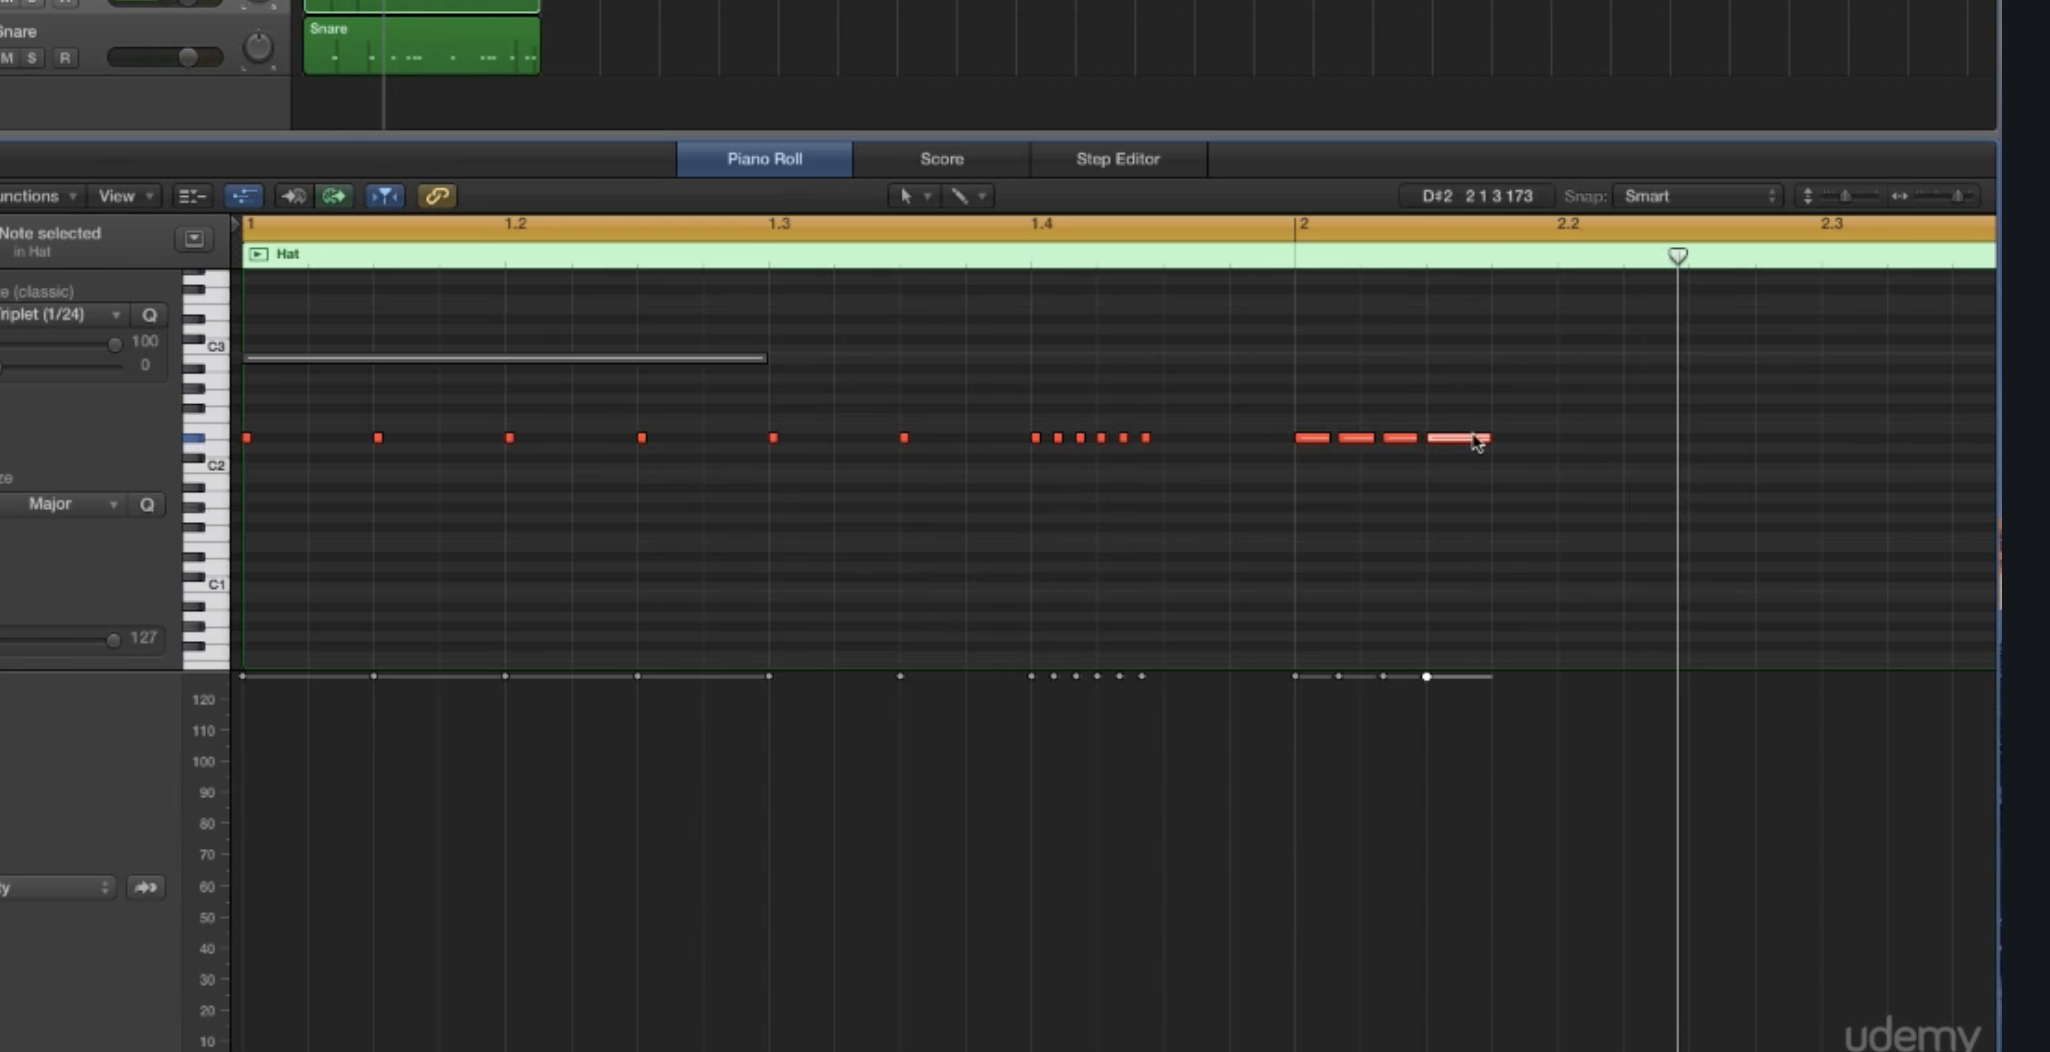 Snare
M S R
Snare
Piano Roll
Score
Step Editor
unctions
View
D#2 2 1 3 173
Snap:
Smart
1
1.2
1.3
1.4
2
2.2
2.3
Note selected
in Hat
Hat
e (classic)
riplet (1/24)
Q
100
0
C3
C2
ze
Major
Q
C1
127
120
110
100
90
80
70
60
ty
50
40
30
20
10
udemy